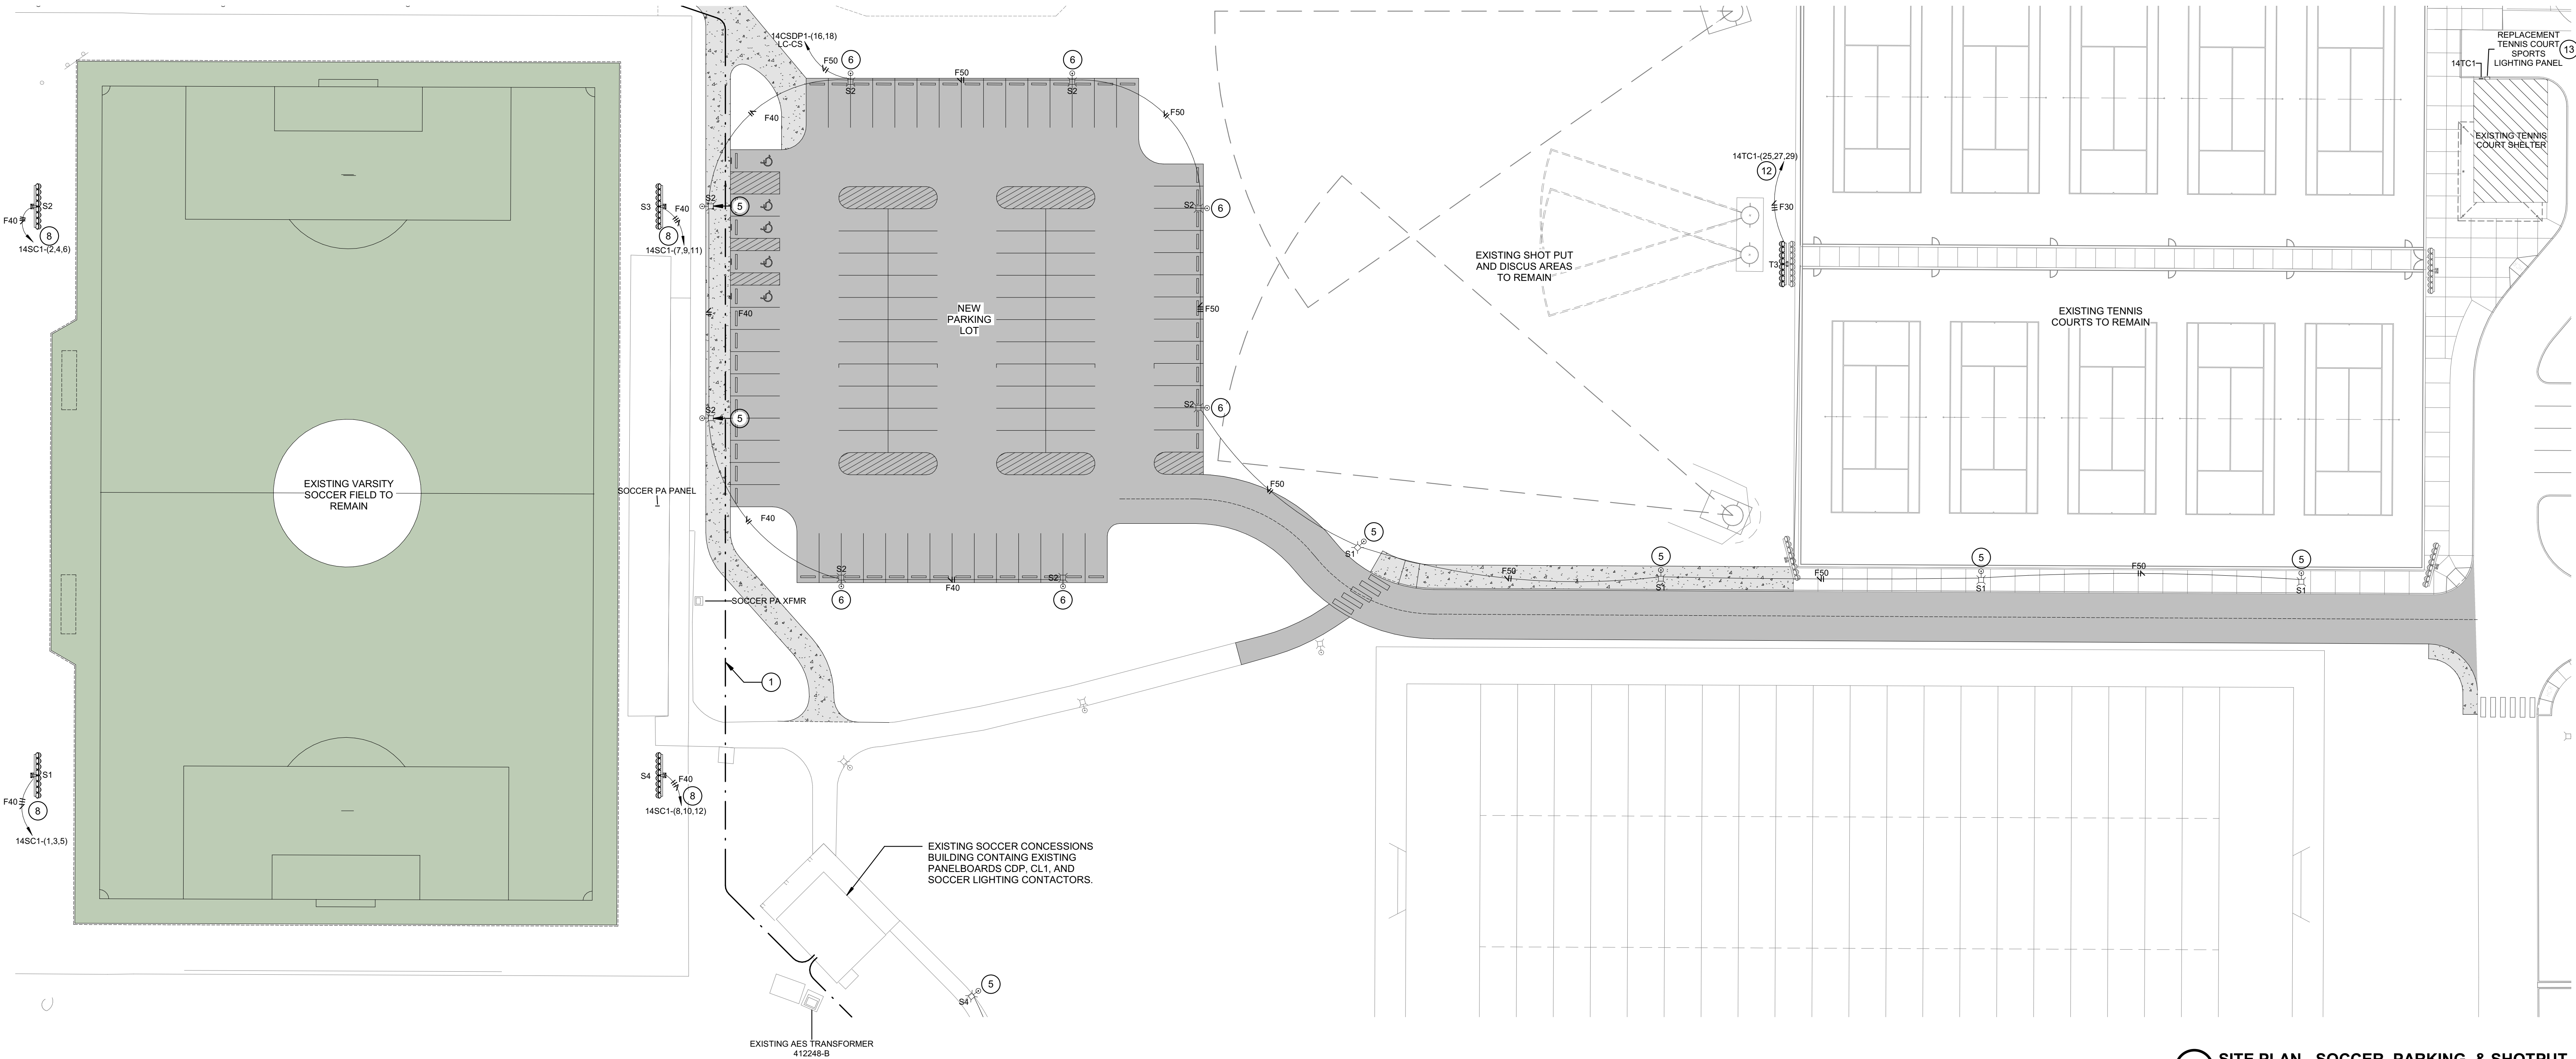 14CSDP1-(16,18)
LC-CS
F50
6
S2
F50
6
S2
F50
F40
REPLACEMENT
TENNIS COURT
SPORTS
LIGHTING PANEL
13
14TC1
EXISTING TENNIS
COURT SHELTER
S2
F40
8
14SC1-(2,4,6)
S3
F40
8
14SC1-(7,9,11)
S2
5
S2
6
14TC1-(25,27,29)
12
F30
T3
EXISTING SHOT PUT
AND DISCUS AREAS
TO REMAIN
NEW
PARKING
LOT
F40
F50
EXISTING TENNIS
COURTS TO REMAIN
S2
5
S2
6
EXISTING VARSITY
SOCCER FIELD TO
REMAIN
SOCCER PA PANEL
F40
F50
S2
6
F40
S2
6
S1
5
F50
5
S1
F50
5
S1
F50
5
S1
SOCCER PA XFMR
1
S1
F40
8
14SC1-(1,3,5)
S4
F40
8
14SC1-(8,10,12)
EXISTING SOCCER CONCESSIONS
BUILDING CONTAING EXISTING
PANELBOARDS CDP, CL1, AND
SOCCER LIGHTING CONTACTORS.
S4
5
EXISTING AES TRANSFORMER
412248-B
SITE PLAN - SOCCER, PARKING, & SHOTPUT